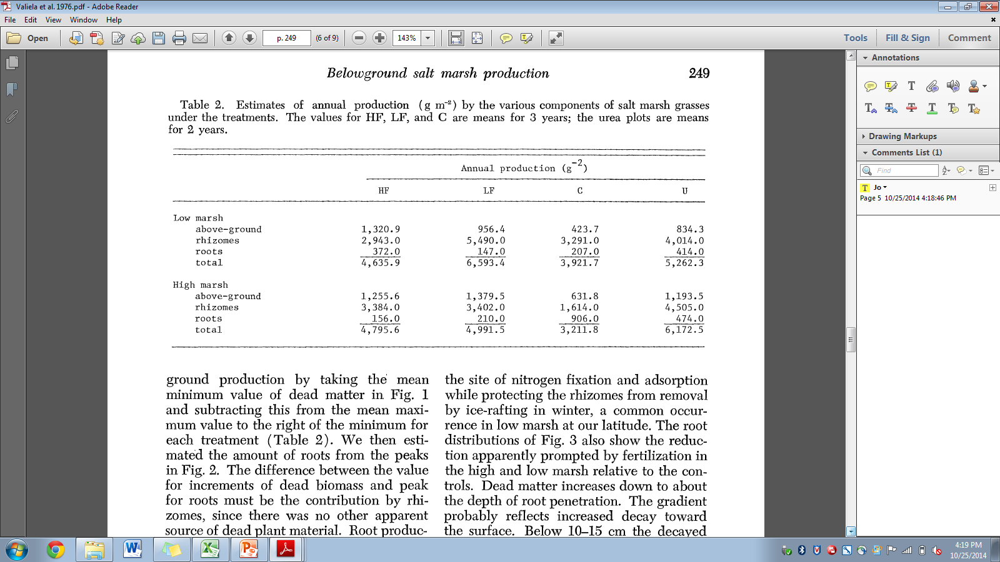 Valiela et al. 1976.pdf - Adobe Reader
File Edit View Window Help
Open p. 249 (6 of 9) 143% Tools Fill & Sign Comment
Belowground salt marsh production 249
Table 2. Estimates of annual production (g m⁻²) by the various components of salt marsh grasses
under the treatments. The values for HF, LF, and C are means for 3 years; the urea plots are means
for 2 years.
Annual production (g⁻²)
HF LF C U
Low marsh
above-ground 1,320.9 956.4 423.7 834.3
rhizomes 2,943.0 5,490.0 3,291.0 4,014.0
roots 372.0 147.0 207.0 414.0
total 4,635.9 6,593.4 3,921.7 5,262.3
High marsh
above-ground 1,255.6 1,379.5 631.8 1,193.5
rhizomes 3,384.0 3,402.0 1,614.0 4,505.0
roots 156.0 210.0 906.0 474.0
total 4,795.6 4,991.5 3,211.8 6,172.5
ground production by taking the mean
minimum value of dead matter in Fig. 1
and subtracting this from the mean maxi-
mum value to the right of the minimum for
each treatment (Table 2). We then esti-
mated the amount of roots from the peaks
in Fig. 2. The difference between the value
for increments of dead biomass and peak
for roots must be the contribution by rhi-
zomes, since there was no other apparent
source of dead plant material. Root produc-
the site of nitrogen fixation and adsorption
while protecting the rhizomes from removal
by ice-rafting in winter, a common occur-
rence in low marsh at our latitude. The root
distributions of Fig. 3 also show the reduc-
tion apparently prompted by fertilization in
the high and low marsh relative to the con-
trols. Dead matter increases down to about
the depth of root penetration. The gradient
probably reflects increased decay toward
the surface. Below 10–15 cm the decayed
Annotations
Drawing Markups
Comments List (1)
Find
Jo
Page 5 10/25/2014 4:18:46 PM
4:19 PM
10/25/2014